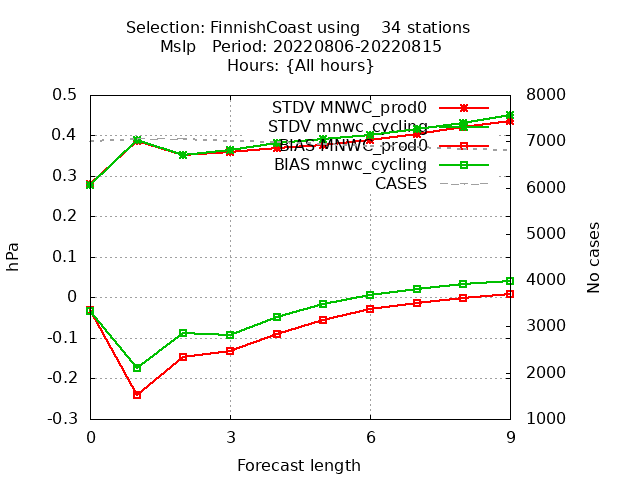 Selection: FinnishCoast using    34 stations
Mslp   Period: 20220806-20220815
Hours: {All hours}
0.5
0.4
0.3
0.2
0.1
0
-0.1
-0.2
-0.3
hPa
STDV MNWC_prod0
STDV mnwc_cycling
BIAS MNWC_prod0
BIAS mnwc_cycling
CASES
8000
7000
6000
5000
4000
3000
2000
1000
No cases
0 3 6 9
Forecast length